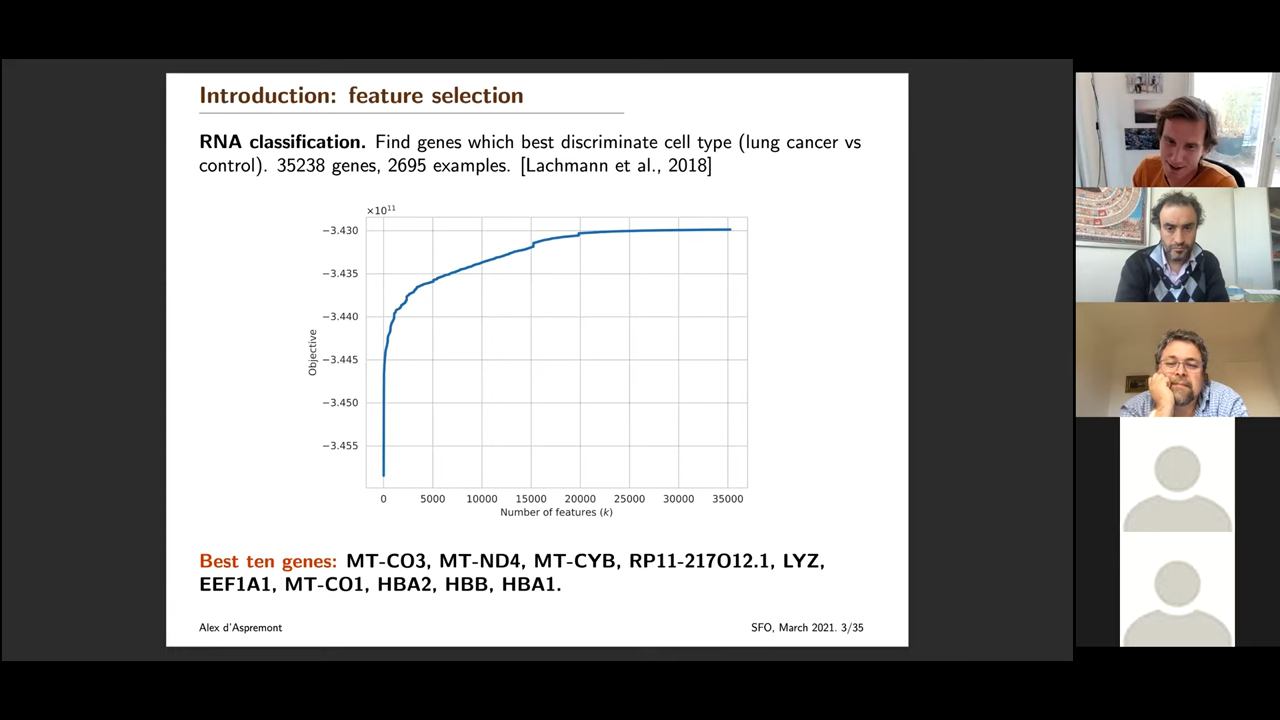 Introduction: feature selection
RNA classification. Find genes which best discriminate cell type (lung cancer vs
control). 35238 genes, 2695 examples. [Lachmann et al., 2018]
×10¹¹
−3.430
−3.435
−3.440
−3.445
−3.450
−3.455
Objective
0 5000 10000 15000 20000 25000 30000 35000
Number of features (k)
Best ten genes: MT-CO3, MT-ND4, MT-CYB, RP11-217O12.1, LYZ,
EEF1A1, MT-CO1, HBA2, HBB, HBA1.
Alex d'Aspremont
SFO, March 2021. 3/35